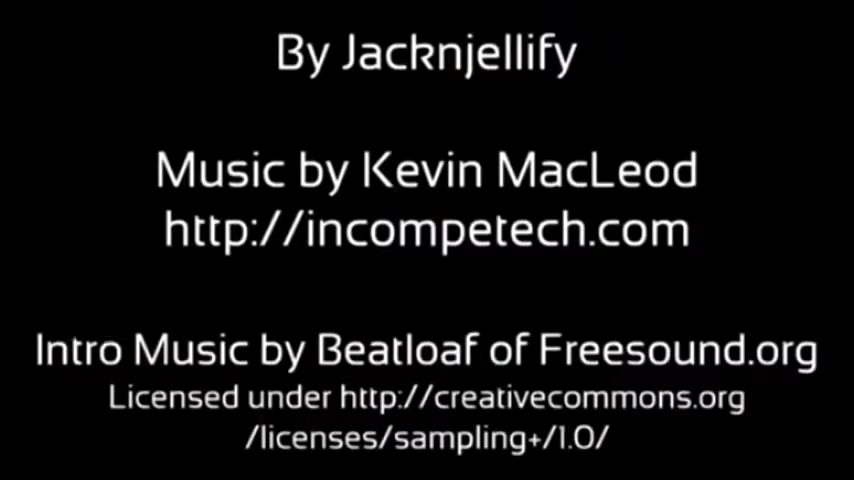 By Jacknjellify
Music by Kevin MacLeod
http://incompetech.com
Intro Music by Beatloaf of Freesound.org
Licensed under http://creativecommons.org
/licenses/sampling+/1.0/